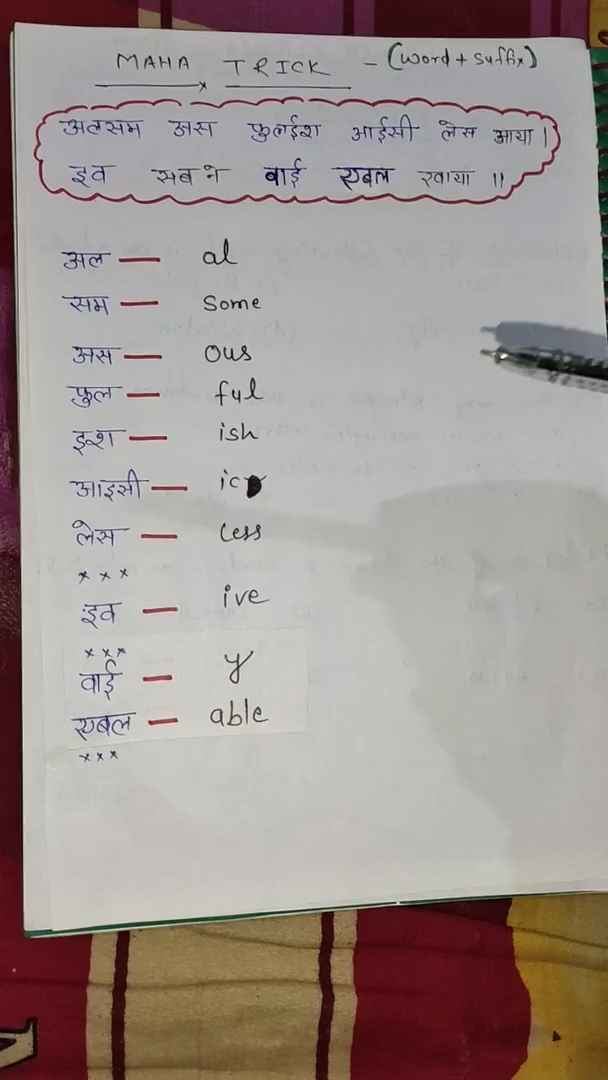 MAHA TRICK - (word + suffix)
अलसम अस फुलईश आईसी लेस आया।
इव सबने वाई एबल खाया॥
अल — al
सम — some
अस — ous
फुल — ful
इश — ish
आइसी — ic
लेस — less
× × ×
इव — ive
× × ×
वाई — y
एबल — able
× × ×